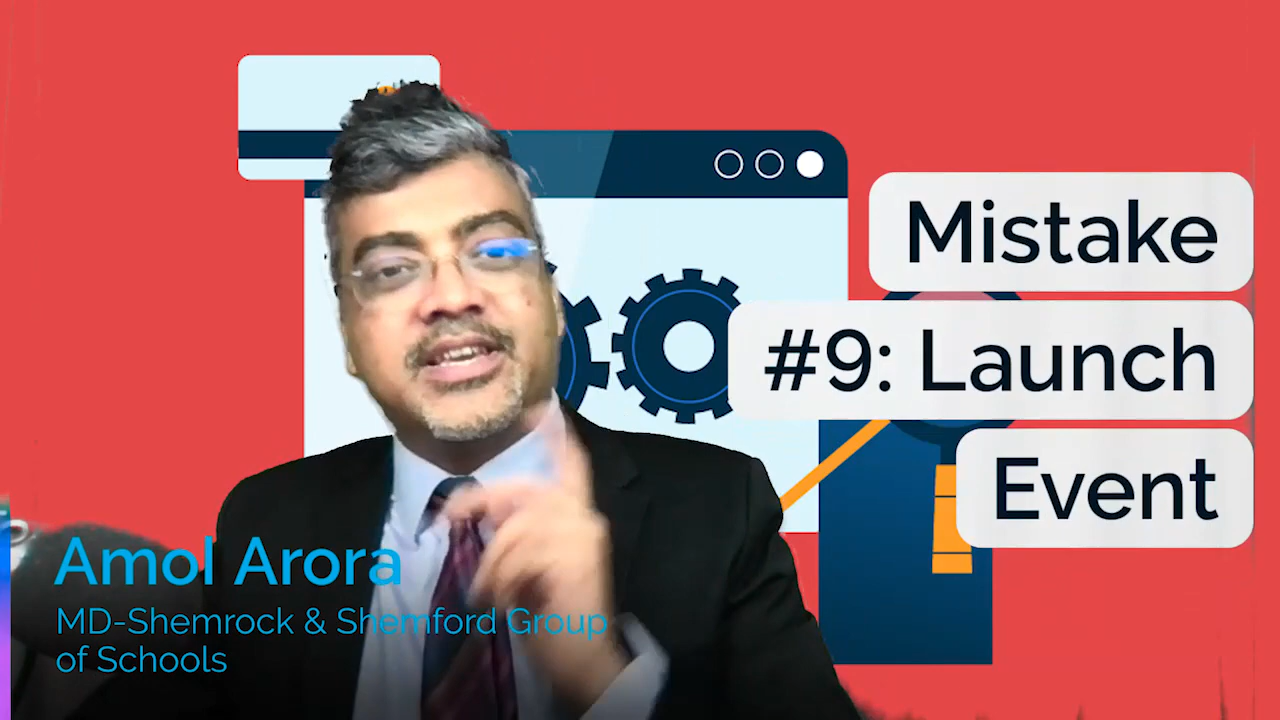 Mistake
#9: Launch
Event
Amol Arora
MD-Shemrock & Shemford Group
of Schools